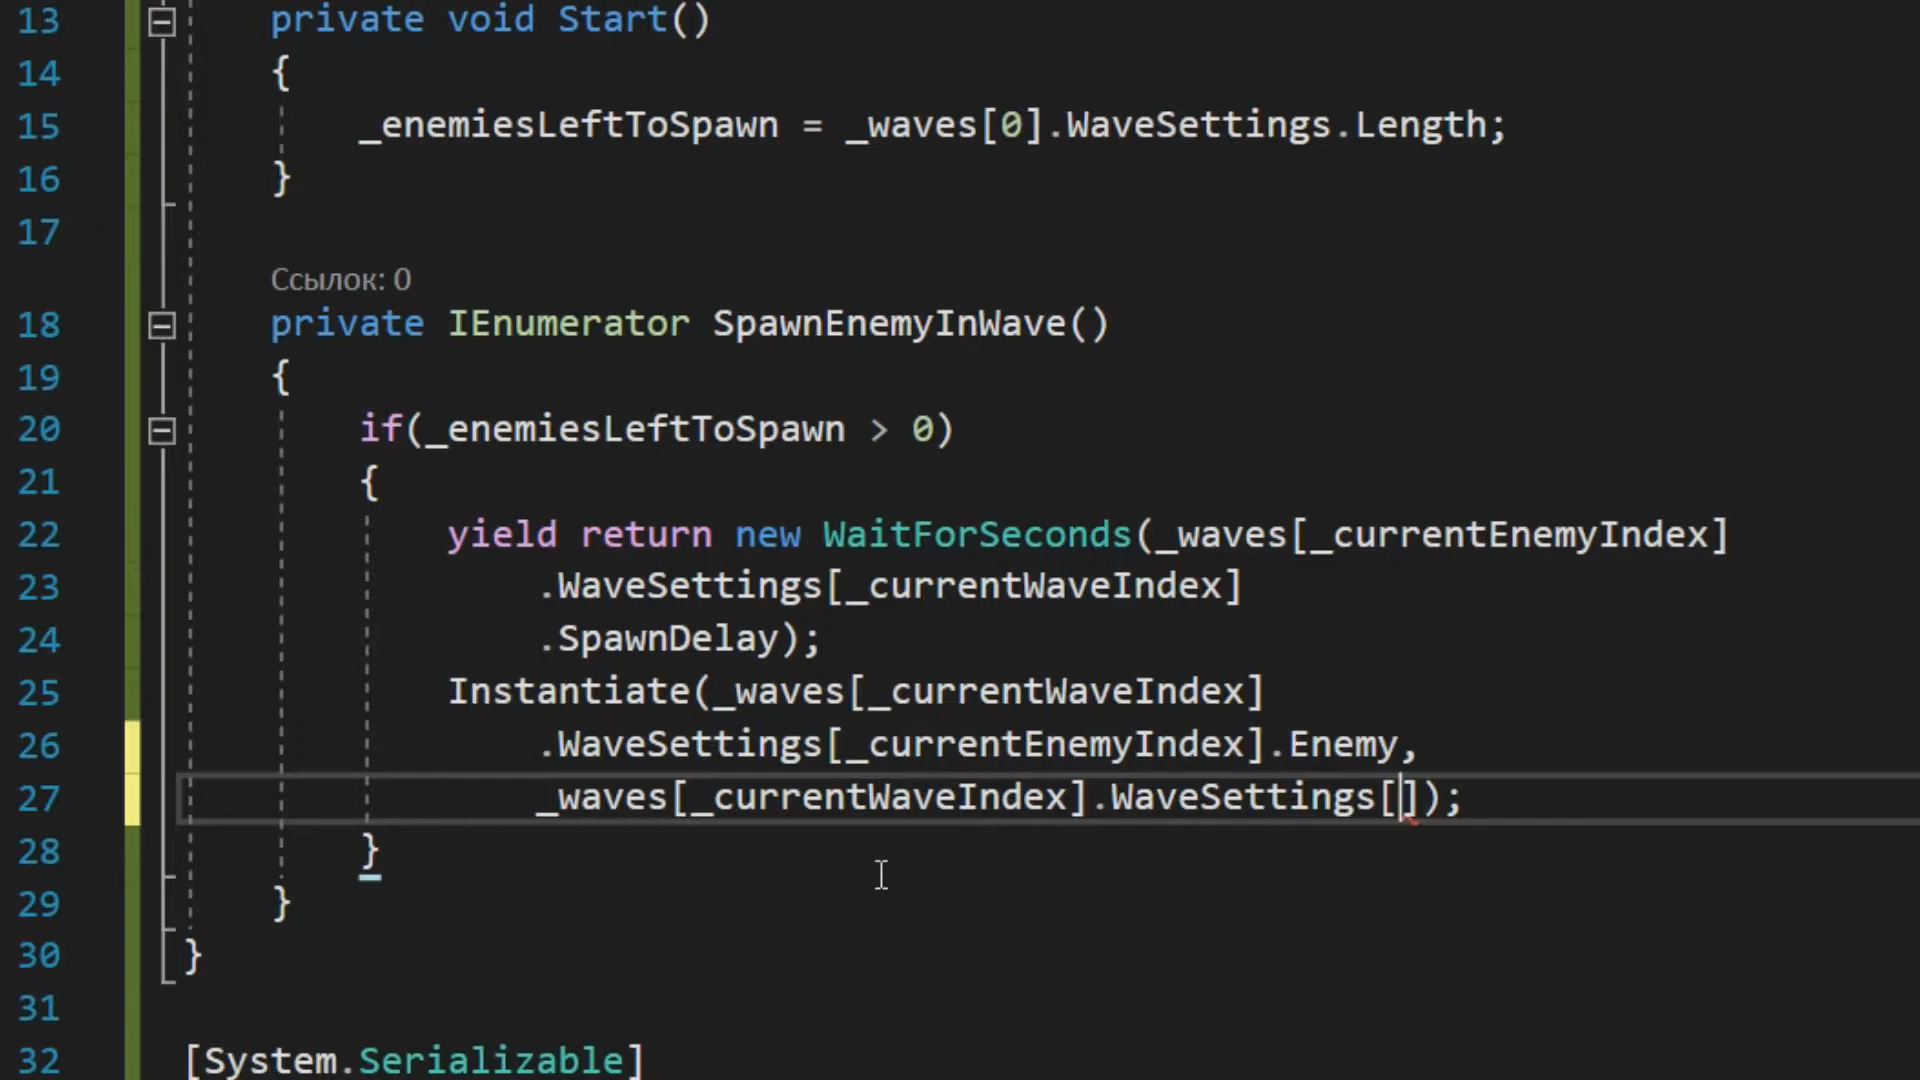 13 private void Start()
14 {
15 _enemiesLeftToSpawn = _waves[0].WaveSettings.Length;
16 }
17
Ссылок: 0
18 private IEnumerator SpawnEnemyInWave()
19 {
20 if(_enemiesLeftToSpawn > 0)
21 {
22 yield return new WaitForSeconds(_waves[_currentEnemyIndex]
23 .WaveSettings[_currentWaveIndex]
24 .SpawnDelay);
25 Instantiate(_waves[_currentWaveIndex]
26 .WaveSettings[_currentEnemyIndex].Enemy,
27 _waves[_currentWaveIndex].WaveSettings[]);
28 }
29 }
30 }
31
32 [System.Serializable]